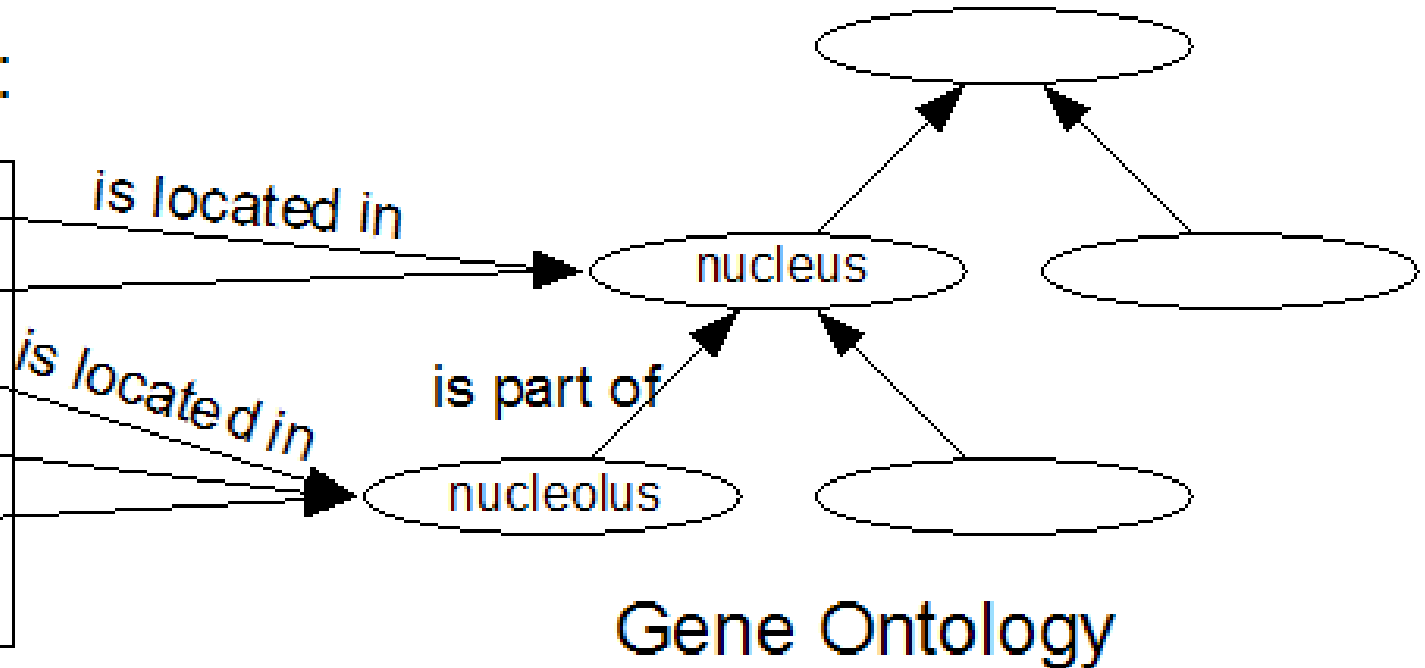 :
is located in
nucleus
is located in
is part of
nucleolus
Gene Ontology